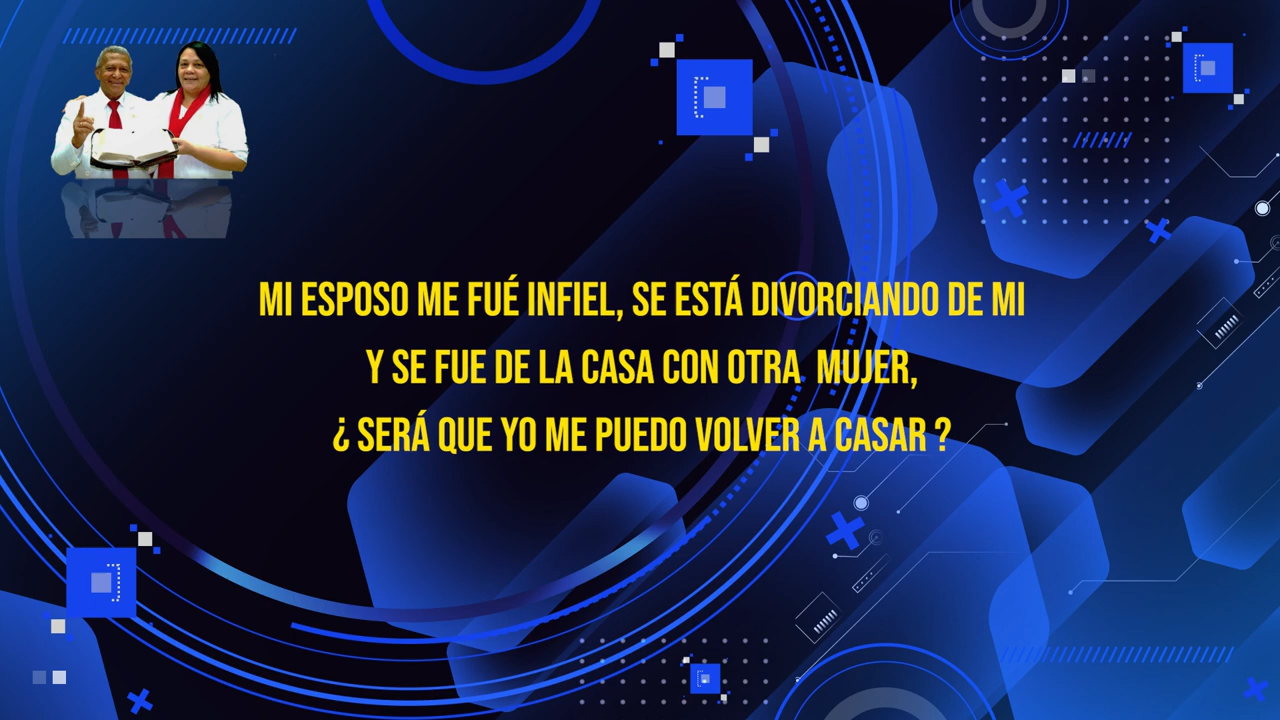 MI ESPOSO ME FUÉ INFIEL, SE ESTÁ DIVORCIANDO DE MI
Y SE FUE DE LA CASA CON OTRA MUJER,
¿ SERÁ QUE YO ME PUEDO VOLVER A CASAR ?